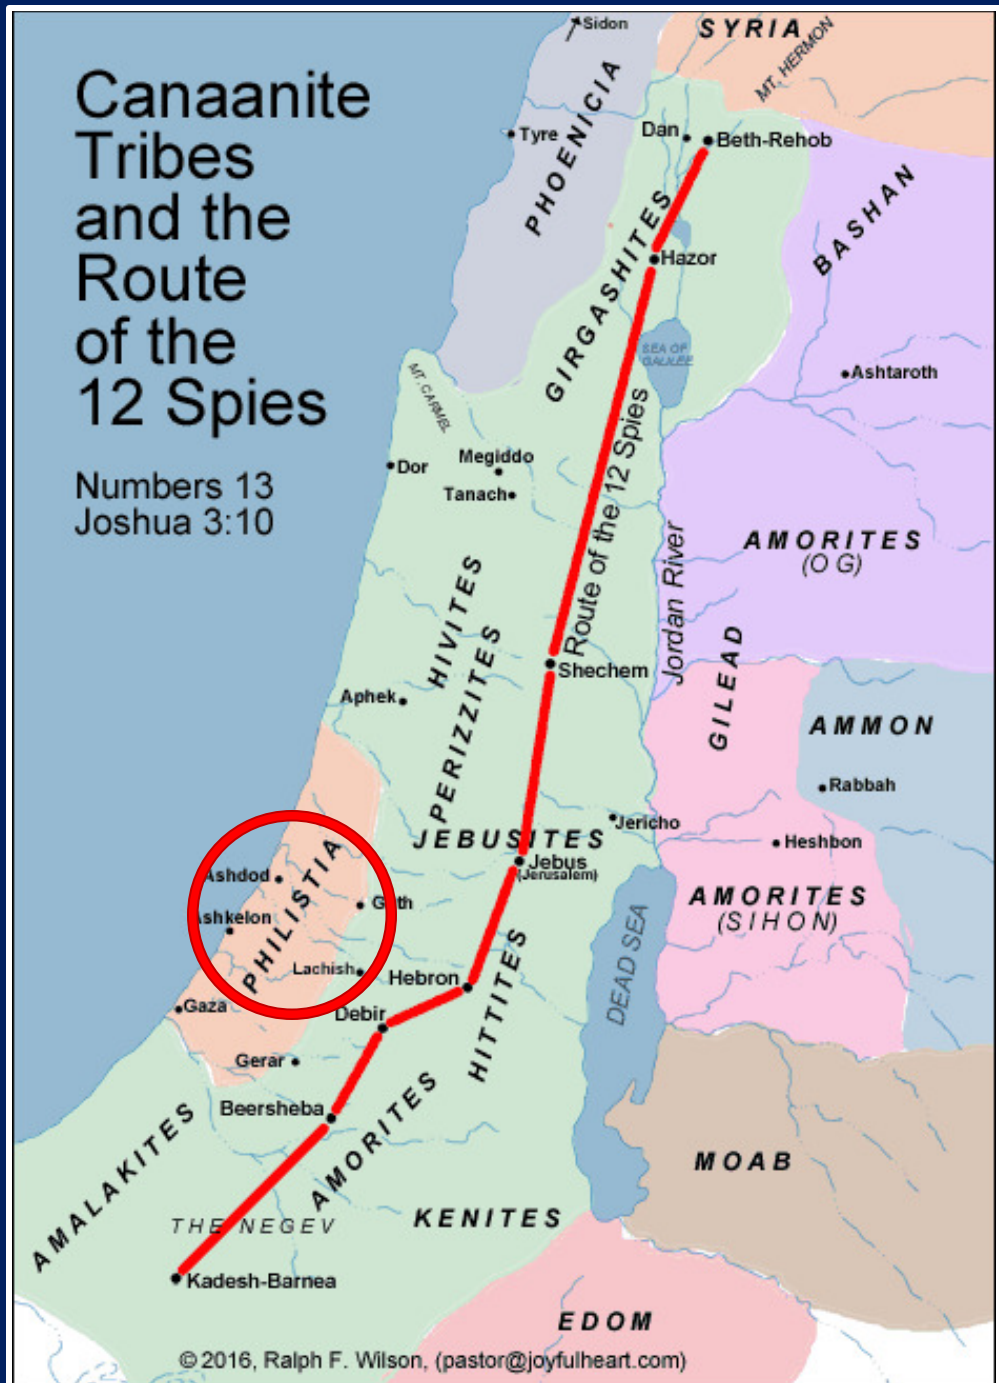 Canaanite
Tribes
and the
Route
of the
12 Spies
Numbers 13
Joshua 3:10
Sidon
SYRIA
MT. HERMON
PHOENICIA
Tyre
Dan
Beth-Rehob
BASHAN
GIRGASHITES
Hazor
SEA OF
GALILEE
MT. CARMEL
Ashtaroth
Dor
Megiddo
Tanach
Route of the 12 Spies
Jordan River
AMORITES
(OG)
HIVITES
PERIZZITES
Shechem
Aphek
GILEAD
AMMON
Rabbah
JEBUSITES
Jericho
Heshbon
Jebus
(Jerusalem)
Ashdod
Ashkelon
PHILISTIA
Gath
Lachish
Gaza
Hebron
Debir
HITTITES
DEAD SEA
AMORITES
(SIHON)
Gerar
Beersheba
AMALAKITES
AMORITES
MOAB
THE NEGEV
KENITES
Kadesh-Barnea
EDOM
© 2016, Ralph F. Wilson, (pastor@joyfulheart.com)